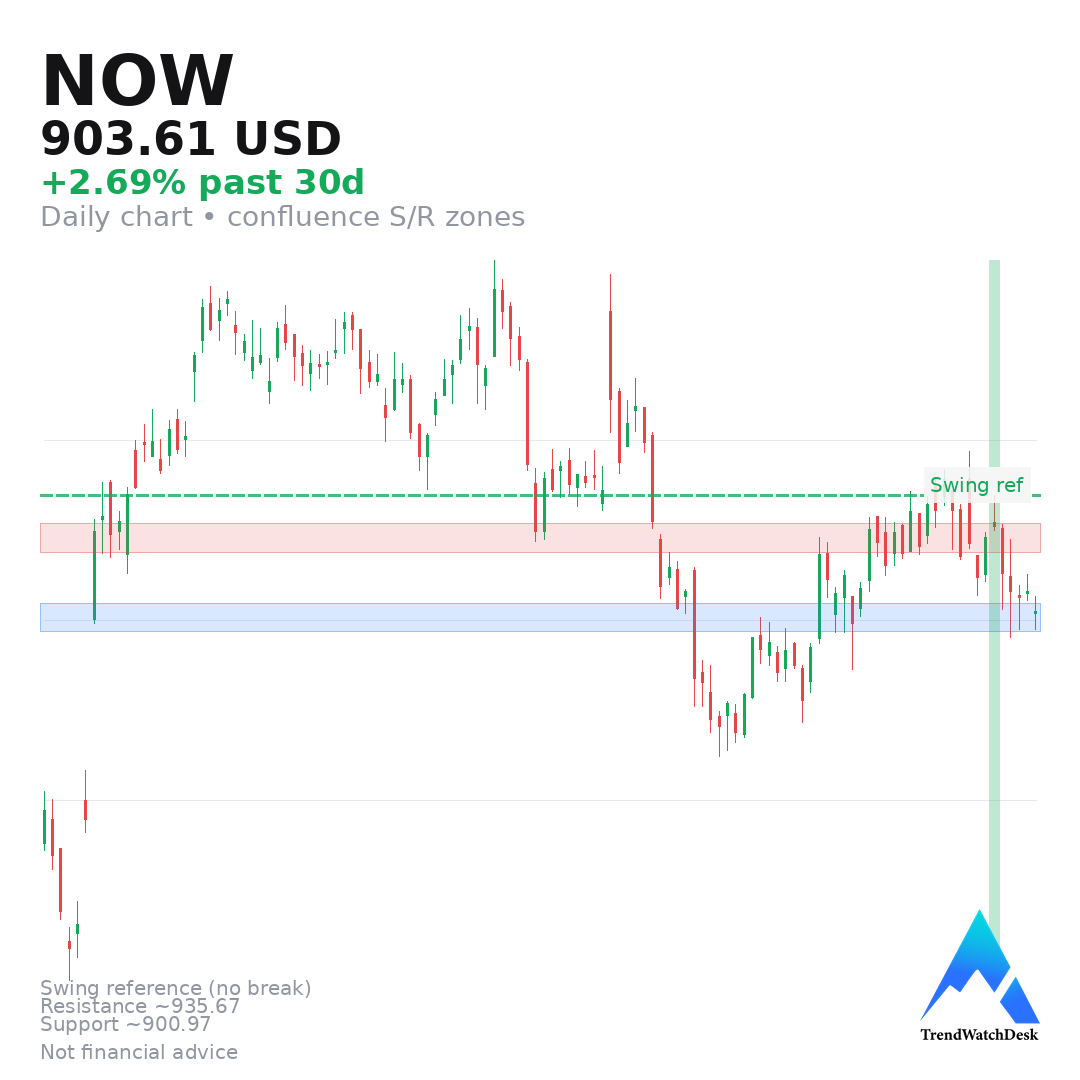 NOW
903.61 USD
+2.69% past 30d
Daily chart • confluence S/R zones
Swing ref
Swing reference (no break)
Resistance ~935.67
Support ~900.97
Not financial advice
TrendWatchDesk